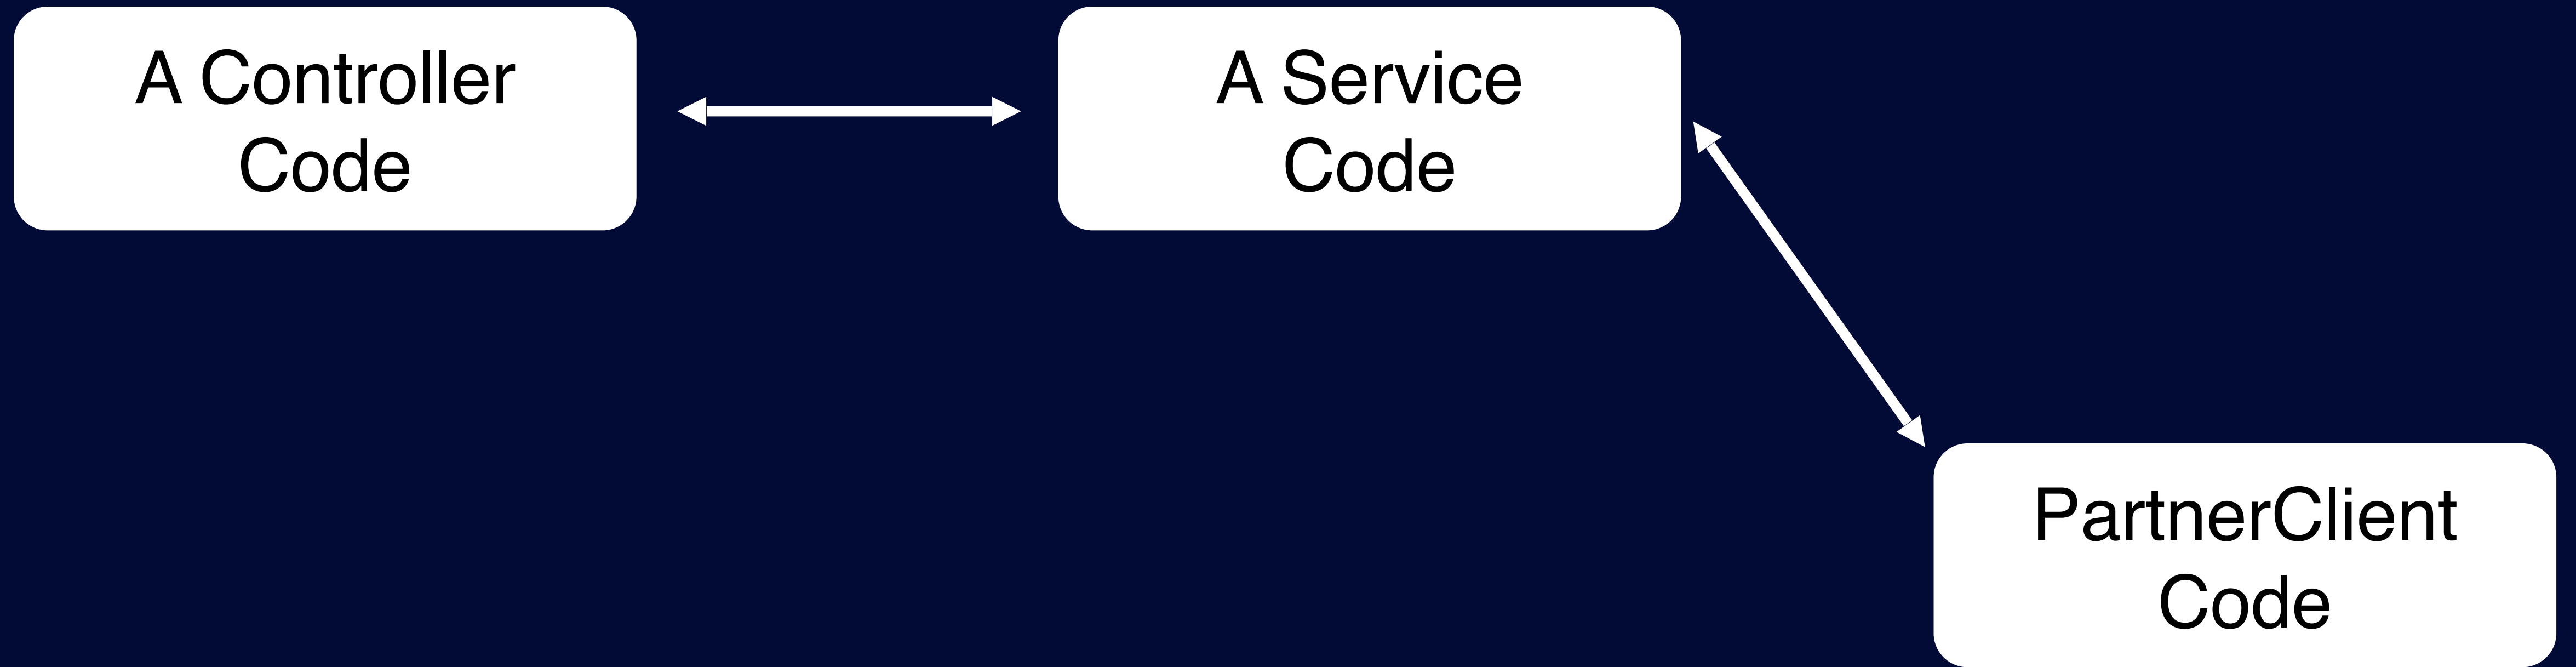 A Controller
Code
A Service
Code
PartnerClient
Code